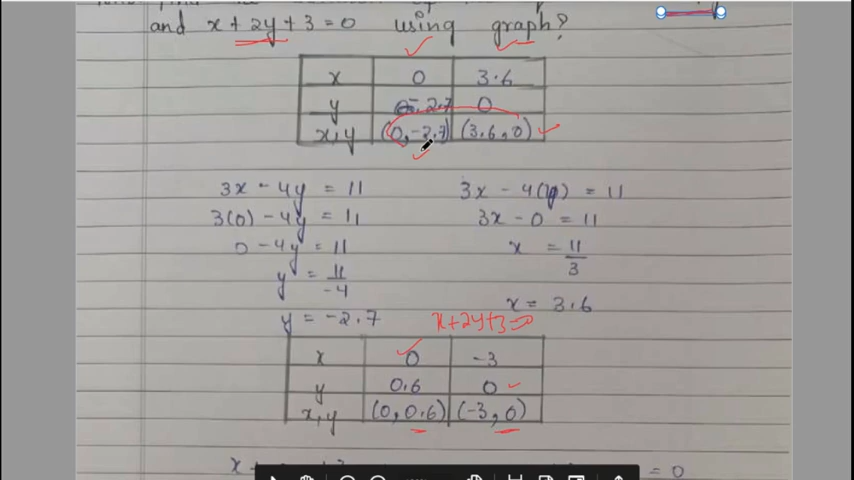 and x + 2y + 3 = 0 using graph?
x 0 3.6
y -2.7 0
x,y (0,-2.7) (3.6,0)
3x - 4y = 11 3x - 4(0) = 11
3(0) - 4y = 11 3x - 0 = 11
0 - 4y = 11 x = 11/3
y = 11/-4
x = 3.6
y = -2.7 x+2y+3=0
x 0 -3
y 0.6 0
x,y (0,0.6) (-3,0)
= 0